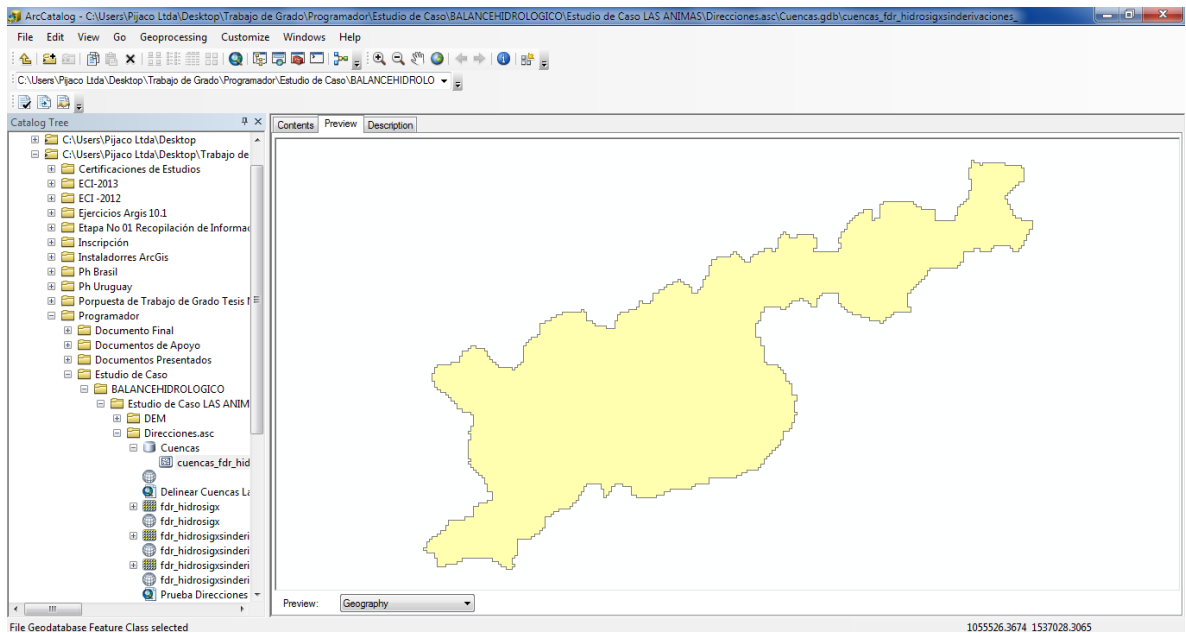 ArcCatalog - C:\Users\Pijaco Ltda\Desktop\Trabajo de Grado\Programador\Estudio de Caso\BALANCEHIDROLOGICO\Estudio de Caso LAS ANIMAS\Direcciones.asc\Cuencas.gdb\cuencas_fdr_hidrosigxsinderivaciones_
File Edit View Go Geoprocessing Customize Windows Help
C:\Users\Pijaco Ltda\Desktop\Trabajo de Grado\Programador\Estudio de Caso\BALANCEHIDROLO
Catalog Tree
Contents Preview Description
C:\Users\Pijaco Ltda\Desktop
C:\Users\Pijaco Ltda\Desktop\Trabajo de
Certificaciones de Estudios
ECI-2013
ECI -2012
Ejercicios Argis 10.1
Etapa No 01 Recopilación de Informac
Inscripción
Instaladorres ArcGis
Ph Brasil
Ph Uruguay
Porpuesta de Trabajo de Grado Tesis
Programador
Documento Final
Documentos de Apoyo
Documentos Presentados
Estudio de Caso
BALANCEHIDROLOGICO
Estudio de Caso LAS ANIM
DEM
Direcciones.asc
Cuencas
cuencas_fdr_hid
Delinear Cuencas La
fdr_hidrosigx
fdr_hidrosigx
fdr_hidrosigxsinderi
fdr_hidrosigxsinderi
fdr_hidrosigxsinderi
fdr_hidrosigxsinderi
Prueba Direcciones
Preview: Geography
File Geodatabase Feature Class selected
1055526.3674 1537028.3065